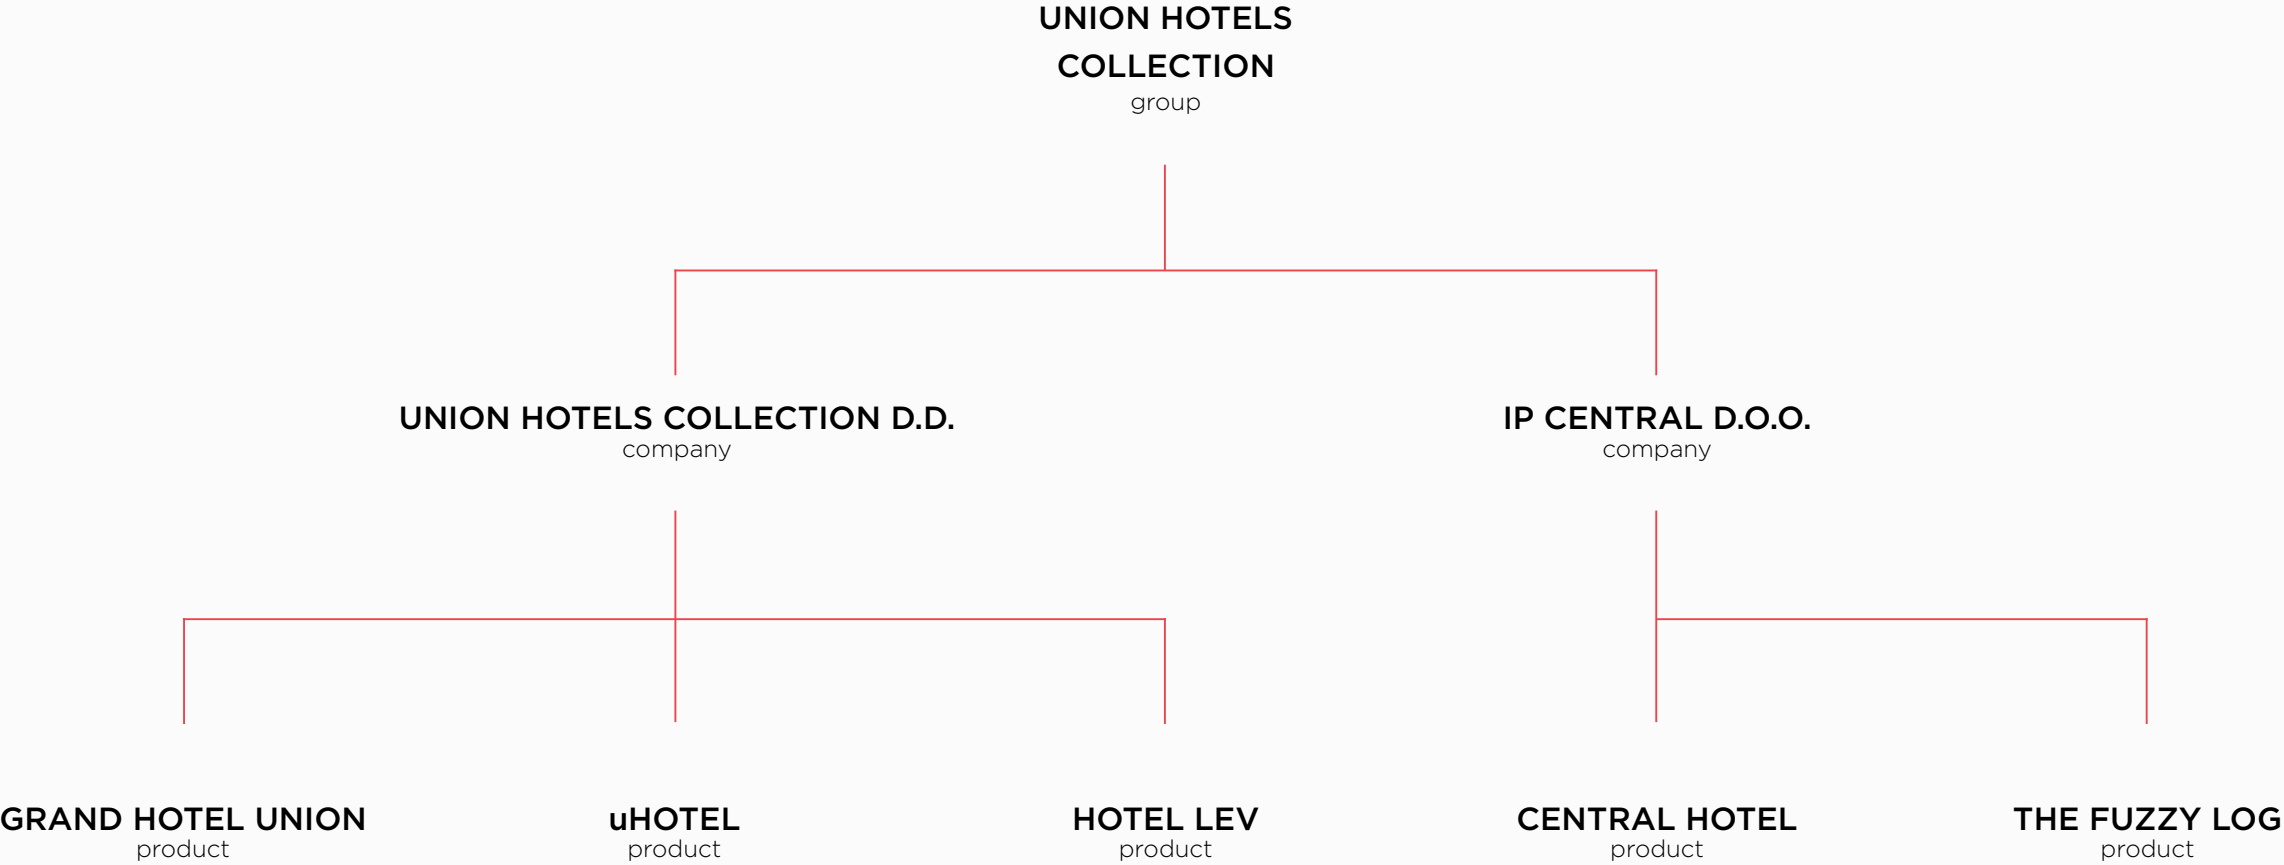 UNION HOTELS
COLLECTION
group
UNION HOTELS COLLECTION D.D.
company
IP CENTRAL D.O.O.
company
GRAND HOTEL UNION
product
uHOTEL
product
HOTEL LEV
product
CENTRAL HOTEL
product
THE FUZZY LOG
product